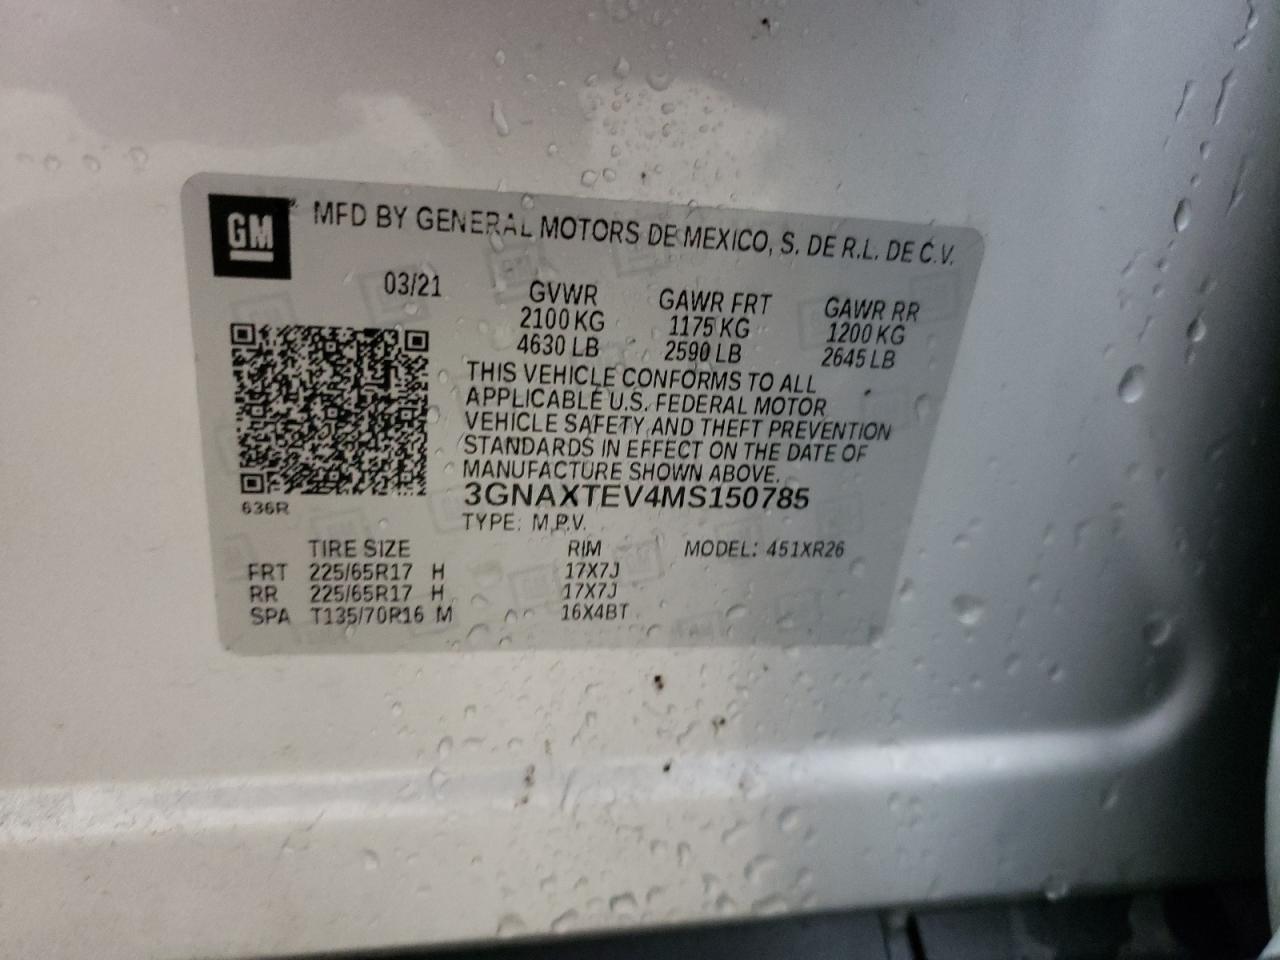 GM MFD BY GENERAL MOTORS DE MEXICO, S. DE R.L. DE C.V.
03/21 GVWR GAWR FRT GAWR RR
2100 KG 1175 KG 1200 KG
4630 LB 2590 LB 2645 LB
THIS VEHICLE CONFORMS TO ALL
APPLICABLE U.S. FEDERAL MOTOR
VEHICLE SAFETY AND THEFT PREVENTION
STANDARDS IN EFFECT ON THE DATE OF
MANUFACTURE SHOWN ABOVE.
3GNAXTEV4MS150785
636R
TYPE: M.P.V.
TIRE SIZE RIM MODEL: 451XR26
FRT 225/65R17 H 17X7J
RR 225/65R17 H 17X7J
SPA T135/70R16 M 16X4BT